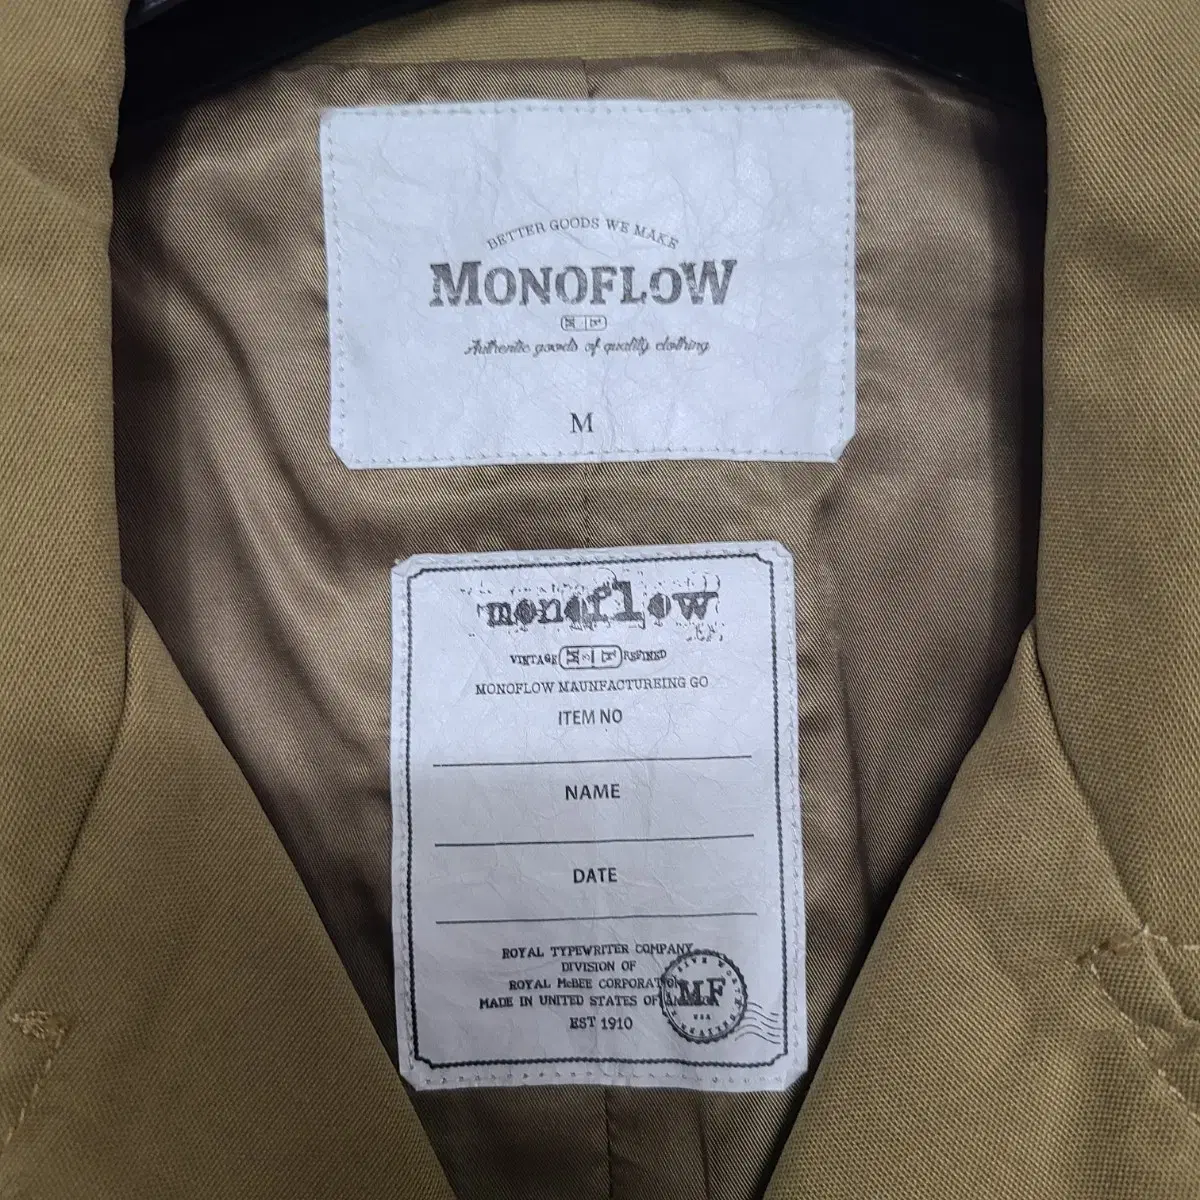 BETTER GOODS WE MAKE
MONOFLOW
M F
Authentic goods of quality clothing
M
monoflow
VINTAGE M F REFINED
MONOFLOW MAUNFACTUREING GO
ITEM NO
NAME
DATE
ROYAL TYPEWRITER COMPANY
DIVISION OF
ROYAL McBEE CORPORATION
MADE IN UNITED STATES OF
EST 1910
MF
USA